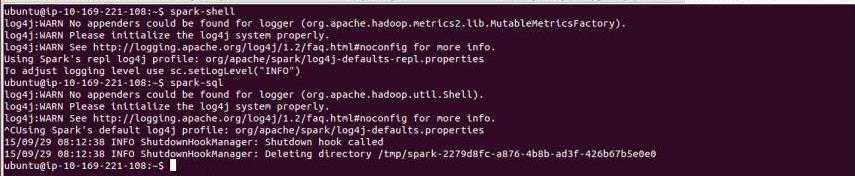 ubuntu@ip-10-169-221-108:~$ spark-shell
log4j:WARN No appenders could be found for logger (org.apache.hadoop.metrics2.lib.MutableMetricsFactory).
log4j:WARN Please initialize the log4j system properly.
log4j:WARN See http://logging.apache.org/log4j/1.2/faq.html#noconfig for more info.
Using Spark's repl log4j profile: org/apache/spark/log4j-defaults-repl.properties
To adjust logging level use sc.setLogLevel("INFO")
ubuntu@ip-10-169-221-108:~$ spark-sql
log4j:WARN No appenders could be found for logger (org.apache.hadoop.util.Shell).
log4j:WARN Please initialize the log4j system properly.
log4j:WARN See http://logging.apache.org/log4j/1.2/faq.html#noconfig for more info.
^CUsing Spark's default log4j profile: org/apache/spark/log4j-defaults.properties
15/09/29 08:12:38 INFO ShutdownHookManager: Shutdown hook called
15/09/29 08:12:38 INFO ShutdownHookManager: Deleting directory /tmp/spark-2279d8fc-a876-4b8b-ad3f-426b67b5e0e0
ubuntu@ip-10-169-221-108:~$